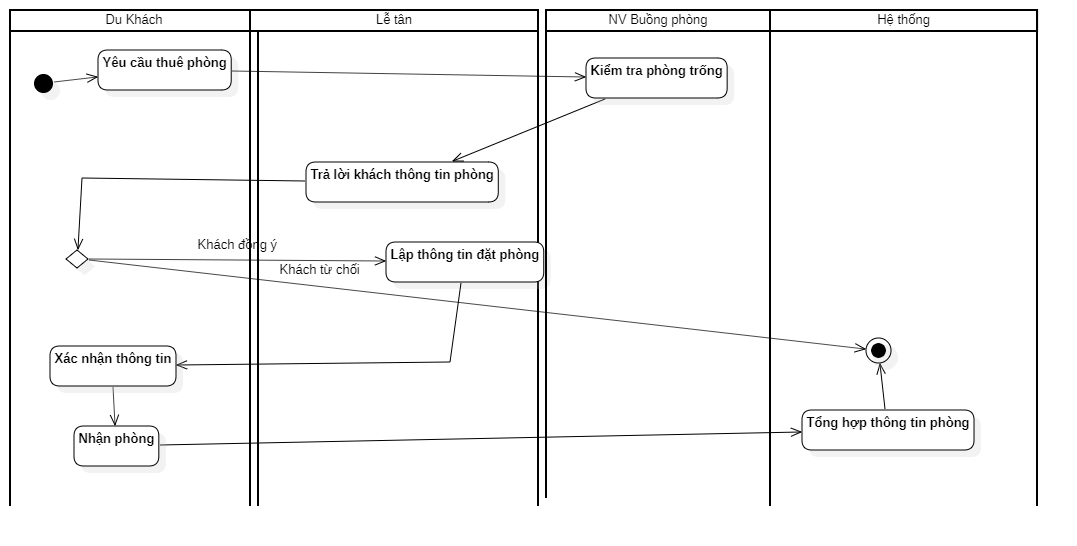 Du Khách
Lễ tân
NV Buồng phòng
Hệ thống
Yêu cầu thuê phòng
Kiểm tra phòng trống
Trả lời khách thông tin phòng
Khách đồng ý
Lập thông tin đặt phòng
Khách từ chối
Xác nhận thông tin
Tổng hợp thông tin phòng
Nhận phòng